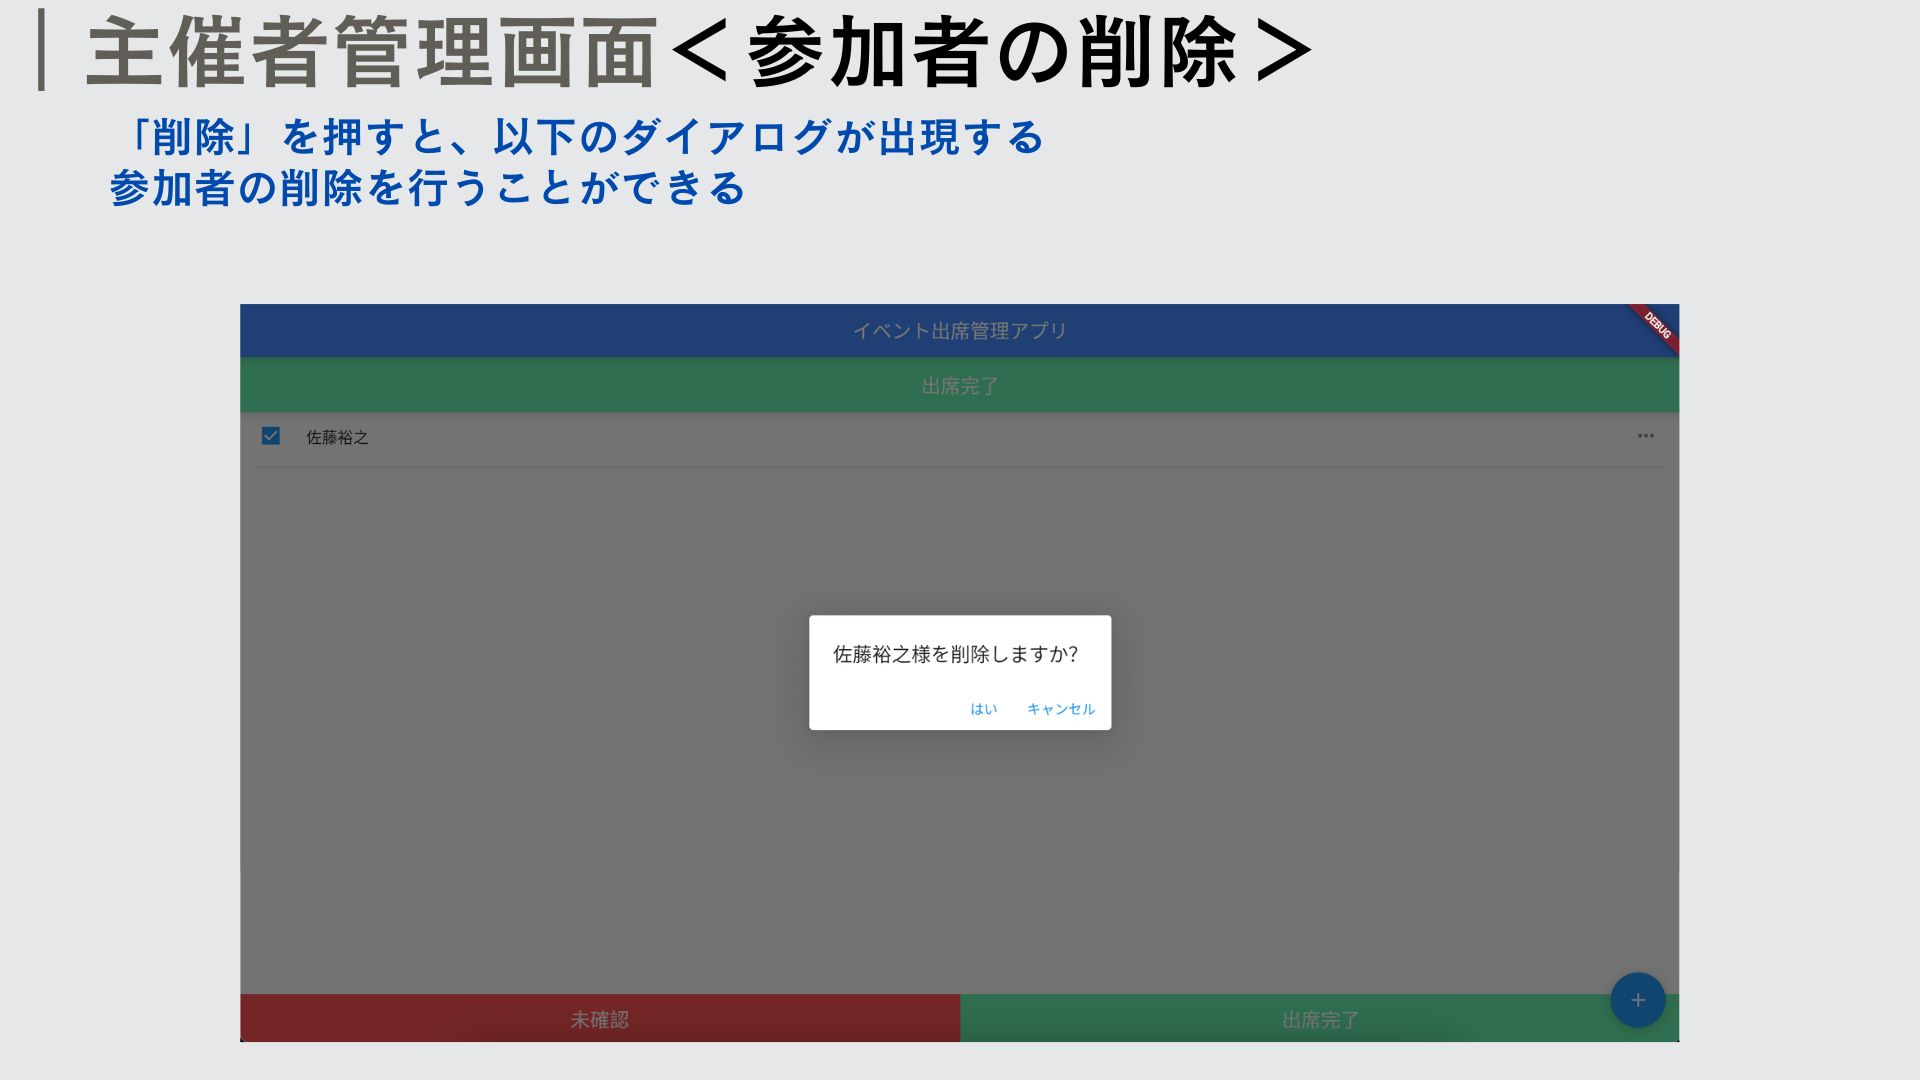 主催者管理画面＜参加者の削除＞
「削除」を押すと、以下のダイアログが出現する
参加者の削除を行うことができる
イベント出席管理アプリ
DEBUG
出席完了
佐藤裕之
佐藤裕之様を削除しますか?
はい キャンセル
未確認 出席完了